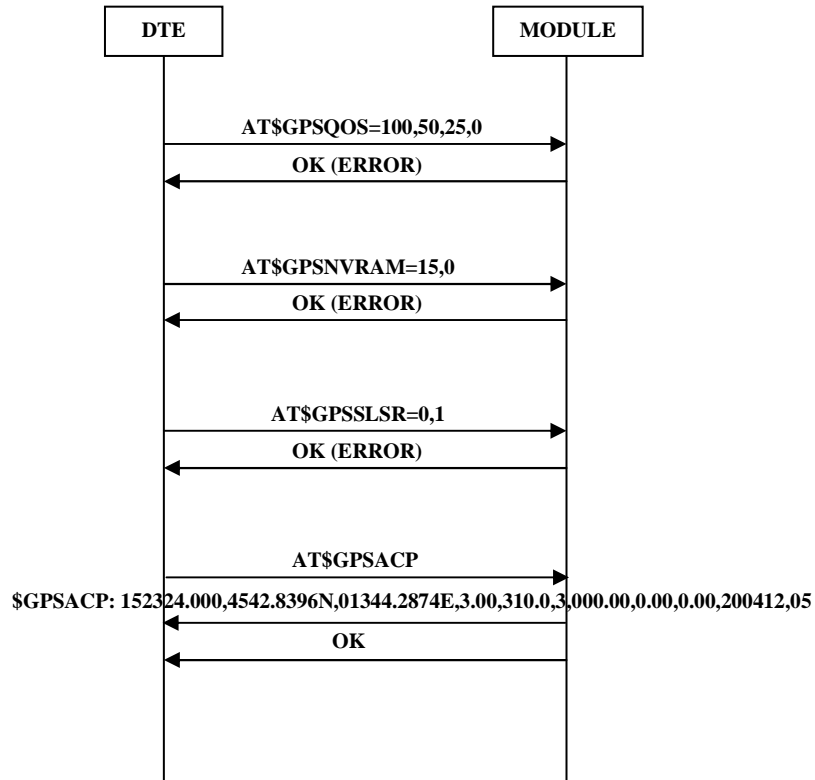 DTE
MODULE
AT$GPSQOS=100,50,25,0
OK (ERROR)
AT$GPSNVRAM=15,0
OK (ERROR)
AT$GPSSLSR=0,1
OK (ERROR)
AT$GPSACP
$GPSACP: 152324.000,4542.8396N,01344.2874E,3.00,310.0,3,000.00,0.00,0.00,200412,05
OK